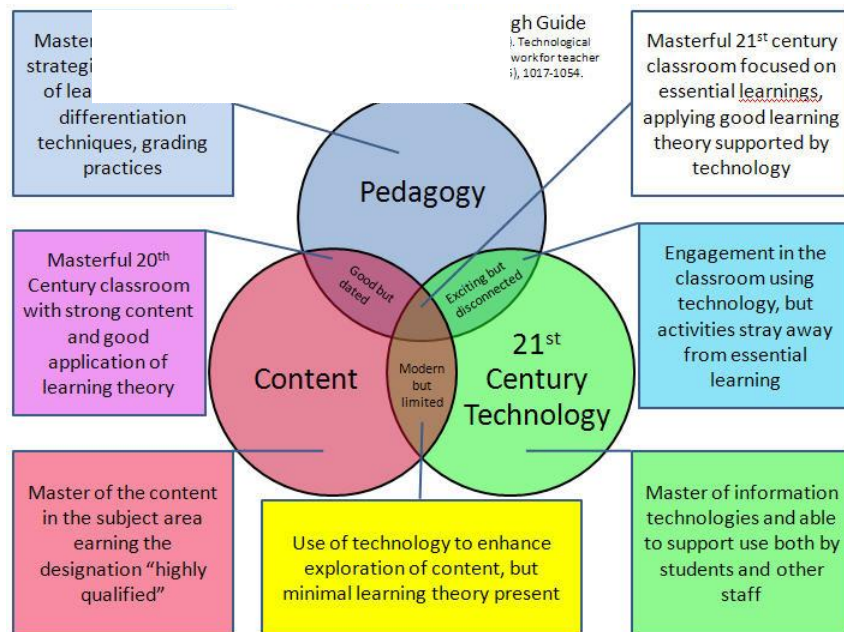 gh Guide
). Technological
workfor teacher
), 1017-1054.
of
differentiation
techniques, grading
practices
Masterful 21st century
classroom focused on
essential learnings,
applying good learning
theory supported by
technology
Pedagogy
Masterful 20th
Century classroom
with strong content
and good
application of
learning theory
Good but
dated
Exciting but
disconnected
Engagement in the
classroom using
technology, but
activities stray away
from essential
learning
Content
Modern
but
limited
21st
Century
Technology
Master of the content
in the subject area
earning the
designation “highly
qualified”
Use of technology to enhance
exploration of content, but
minimal learning theory present
Master of information
technologies and able
to support use both by
students and other
staff